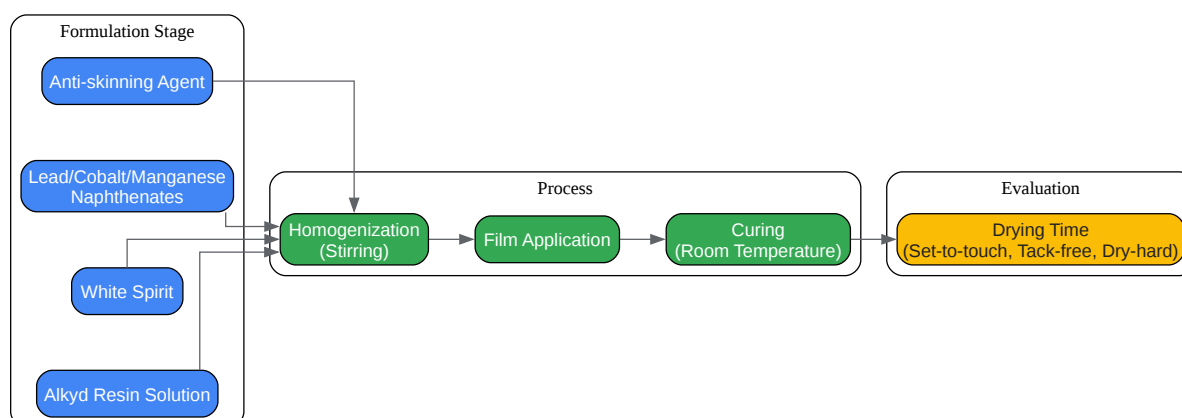 Formulation Stage
Anti-skinning Agent
Lead/Cobalt/Manganese
Naphthenates
White Spirit
Alkyd Resin Solution
Process
Homogenization
(Stirring)
Film Application
Curing
(Room Temperature)
Evaluation
Drying Time
(Set-to-touch, Tack-free, Dry-hard)